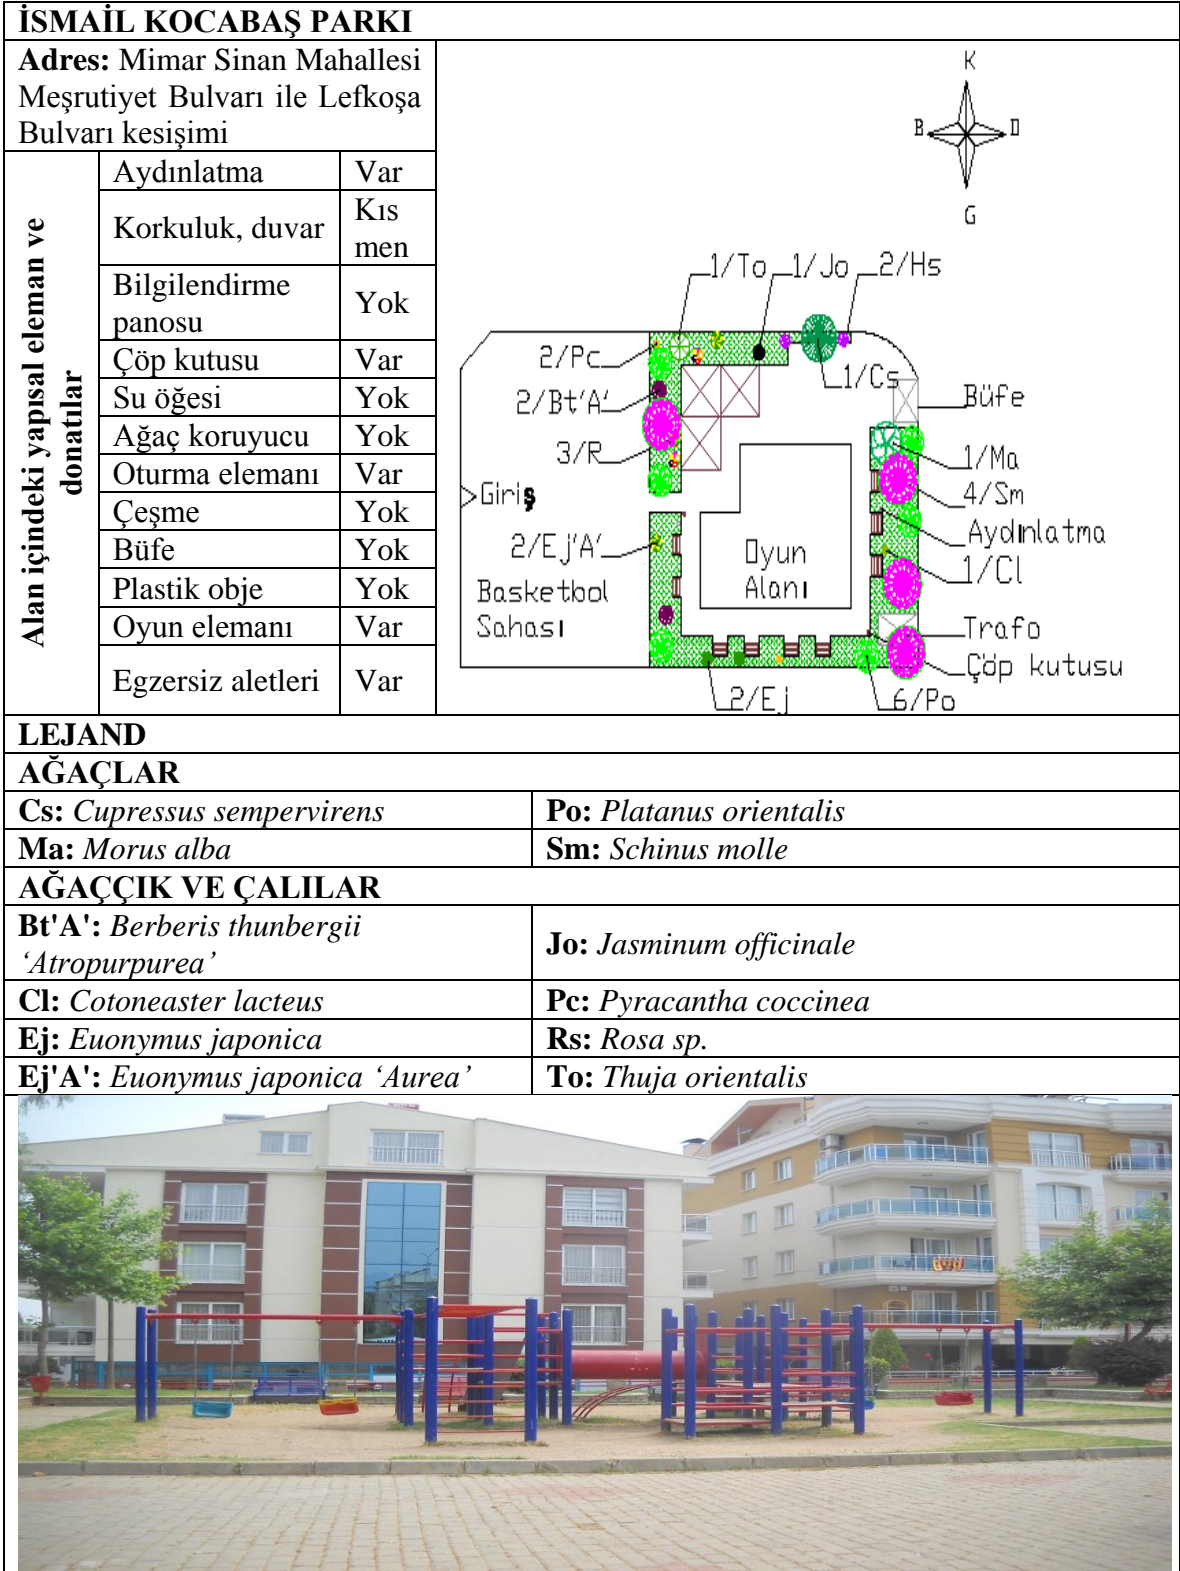 İSMAİL KOCABAŞ PARKI
Adres: Mimar Sinan Mahallesi
Meşrutiyet Bulvarı ile Lefkoşa
Bulvarı kesişimi
Alan içindeki yapısal eleman ve
donatılar
Aydınlatma Var
Korkuluk, duvar Kıs
men
Bilgilendirme
panosu Yok
Çöp kutusu Var
Su öğesi Yok
Ağaç koruyucu Yok
Oturma elemanı Var
Çeşme Yok
Büfe Yok
Plastik obje Yok
Oyun elemanı Var
Egzersiz aletleri Var
K
B D
G
1/To 1/Jo 2/Hs
2/Pc
1/Cs
2/Bt'A'
Büfe
3/R
1/Ma
4/Sm
Giriş
Aydınlatma
2/Ej'A'
1/Cl
Oyun
Alanı
Basketbol
Sahası
Trafo
Çöp kutusu
2/Ej
6/Po
LEJAND
AĞAÇLAR
Cs: Cupressus sempervirens Po: Platanus orientalis
Ma: Morus alba Sm: Schinus molle
AĞAÇÇIK VE ÇALILAR
Bt'A': Berberis thunbergii
‘Atropurpurea’ Jo: Jasminum officinale
Cl: Cotoneaster lacteus Pc: Pyracantha coccinea
Ej: Euonymus japonica Rs: Rosa sp.
Ej'A': Euonymus japonica ‘Aurea’ To: Thuja orientalis